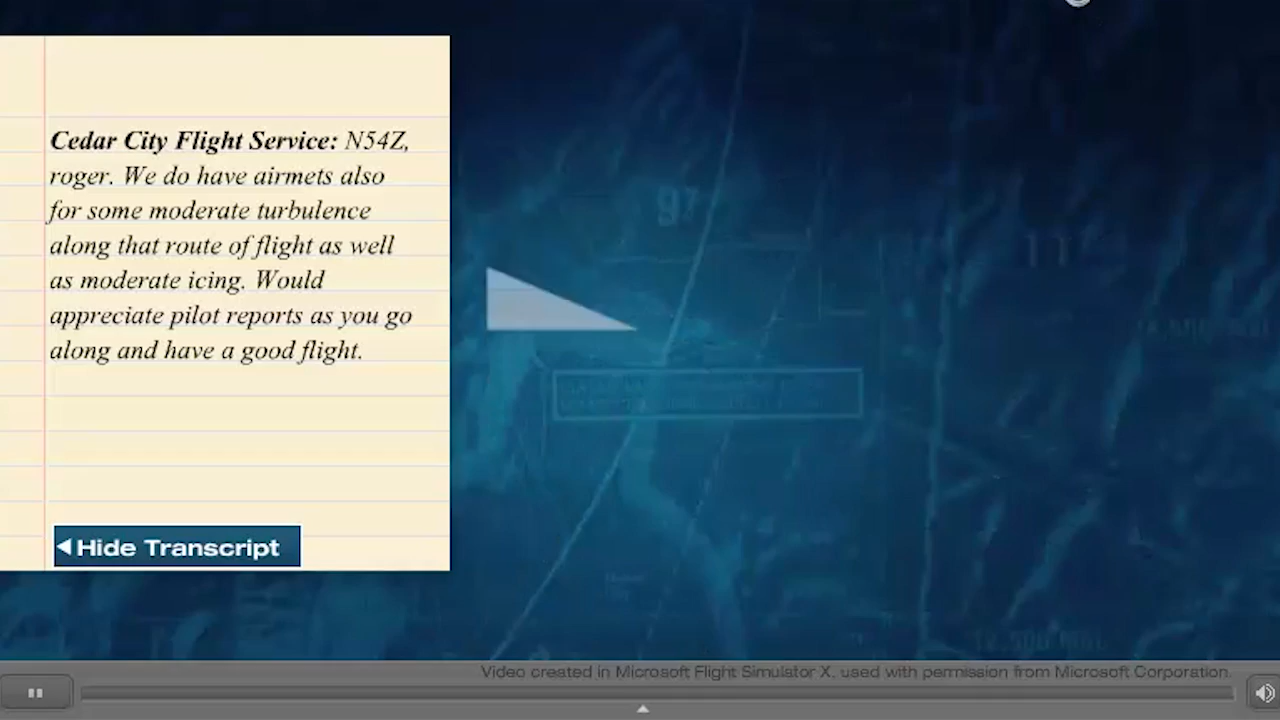 Cedar City Flight Service: N54Z,
roger. We do have airmets also
for some moderate turbulence
along that route of flight as well
as moderate icing. Would
appreciate pilot reports as you go
along and have a good flight.
97
11
Hide Transcript
Video created in Microsoft Flight Simulator X, used with permission from Microsoft Corporation.